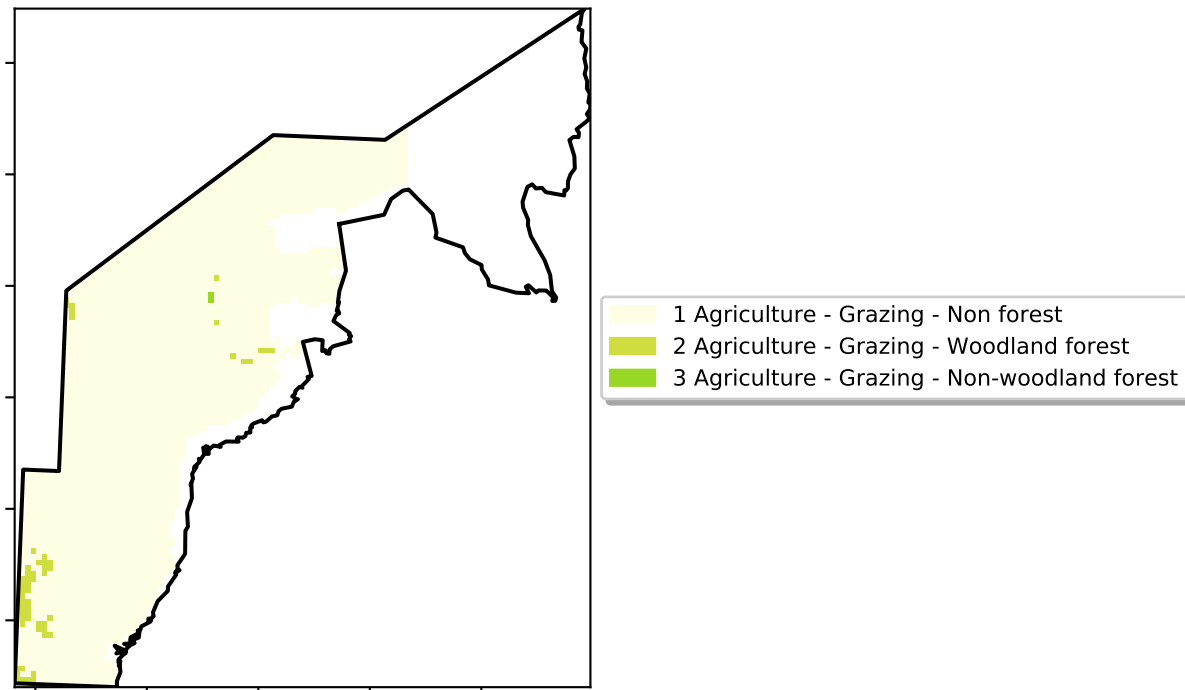 1 Agriculture - Grazing - Non forest
2 Agriculture - Grazing - Woodland forest
3 Agriculture - Grazing - Non-woodland forest